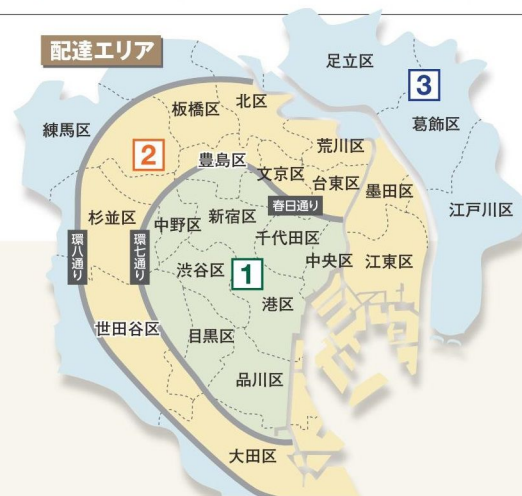 配達エリア
足立区
3
北区
板橋区
葛飾区
練馬区
荒川区
2
豊島区
文京区
台東区
墨田区
江戸川区
杉並区
中野区
新宿区
春日通り
千代田区
環八通り
環七通り
中央区
江東区
渋谷区
1
港区
世田谷区
目黒区
品川区
大田区